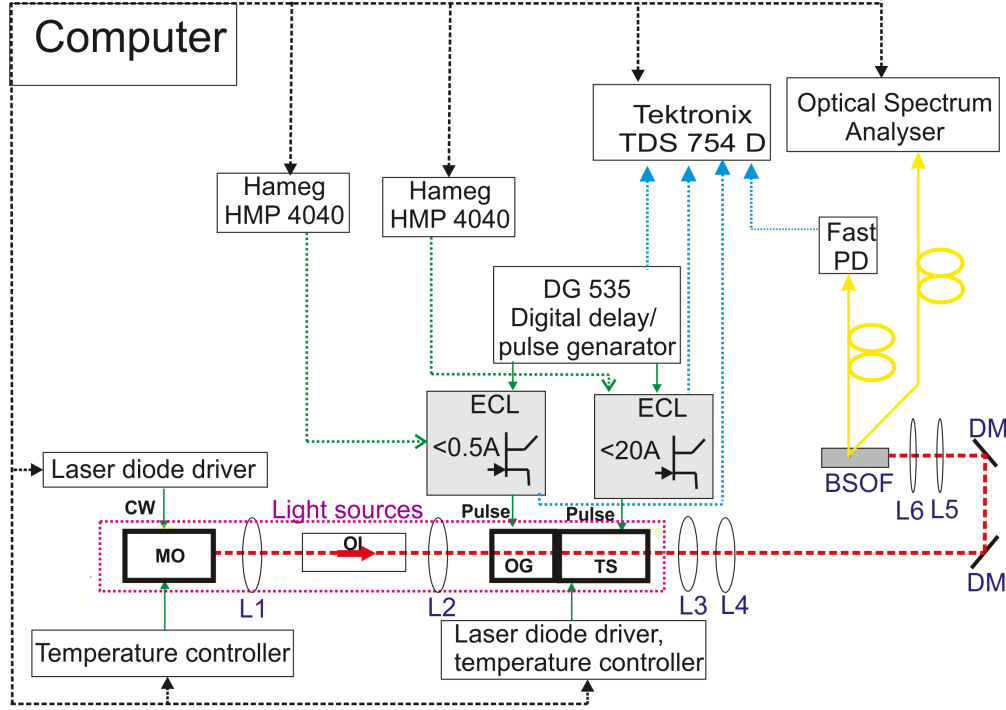 Computer
Tektronix
TDS 754 D
Optical Spectrum
Analyser
Hameg
HMP 4040
Hameg
HMP 4040
Fast
PD
DG 535
Digital delay/
pulse genarator
ECL
<0.5A
ECL
<20A
Laser diode driver
CW
Light sources
Pulse
Pulse
DM
BSOF
L6
L5
MO
OI
OG
TS
L1
L2
L3
L4
DM
Temperature controller
Laser diode driver,
temperature controller